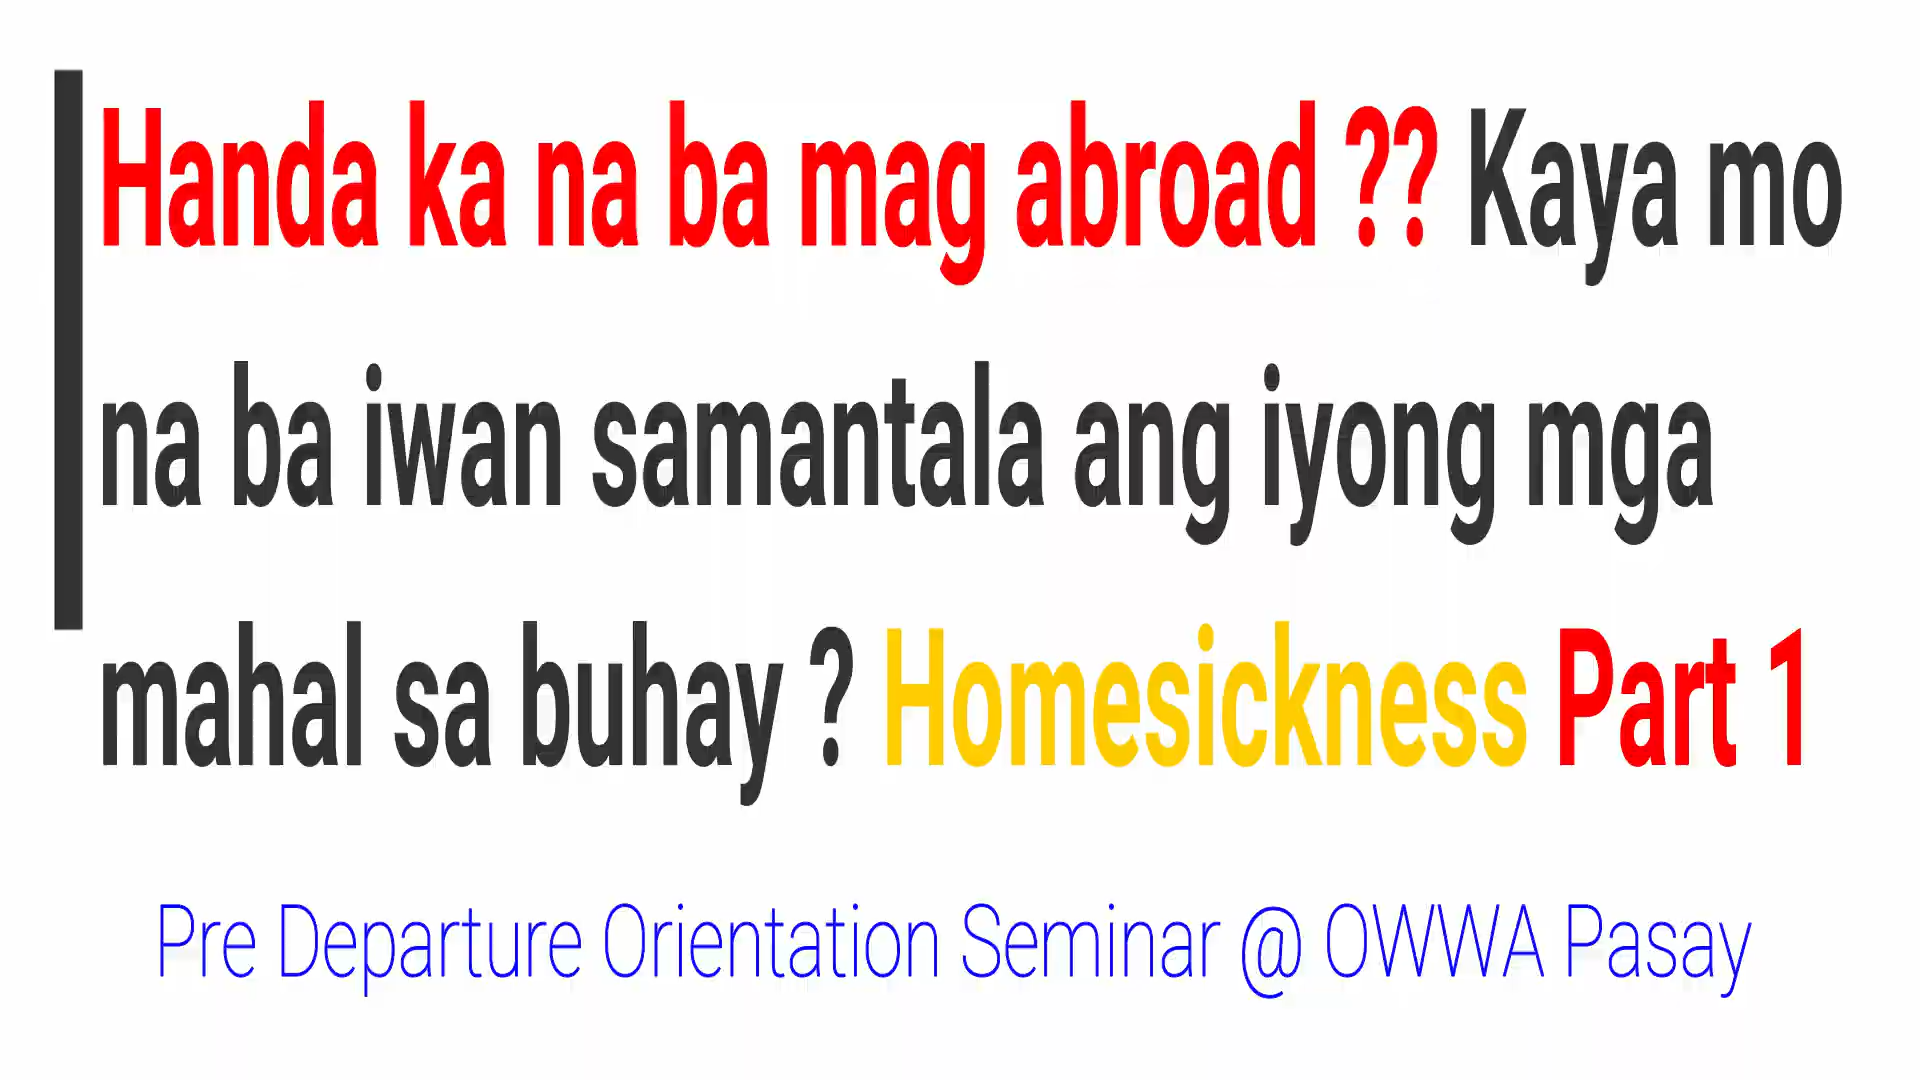 Handa ka na ba mag abroad ?? Kaya mo
na ba iwan samantala ang iyong mga
mahal sa buhay ? Homesickness Part 1
Pre Departure Orientation Seminar @ OWWA Pasay